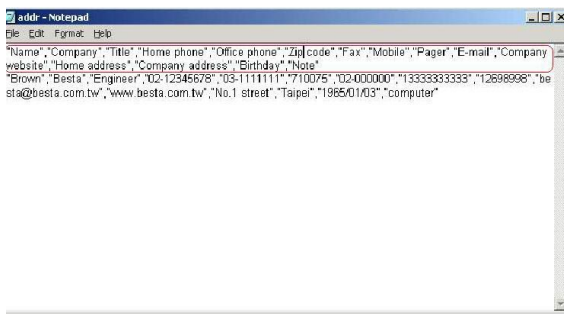 addr - Notepad
File Edit Format Help
"Name","Company","Title","Home phone","Office phone","Zip code","Fax","Mobile","Pager","E-mail","Company
website","Home address","Company address","Birthday","Note"
"Brown","Besta","Engineer","02-12345678","03-1111111","710075","02-000000","13333333333","12698998","be
sta@besta.com.tw","www.besta.com.tw","No.1 street","Taipei","1965/01/03","computer"